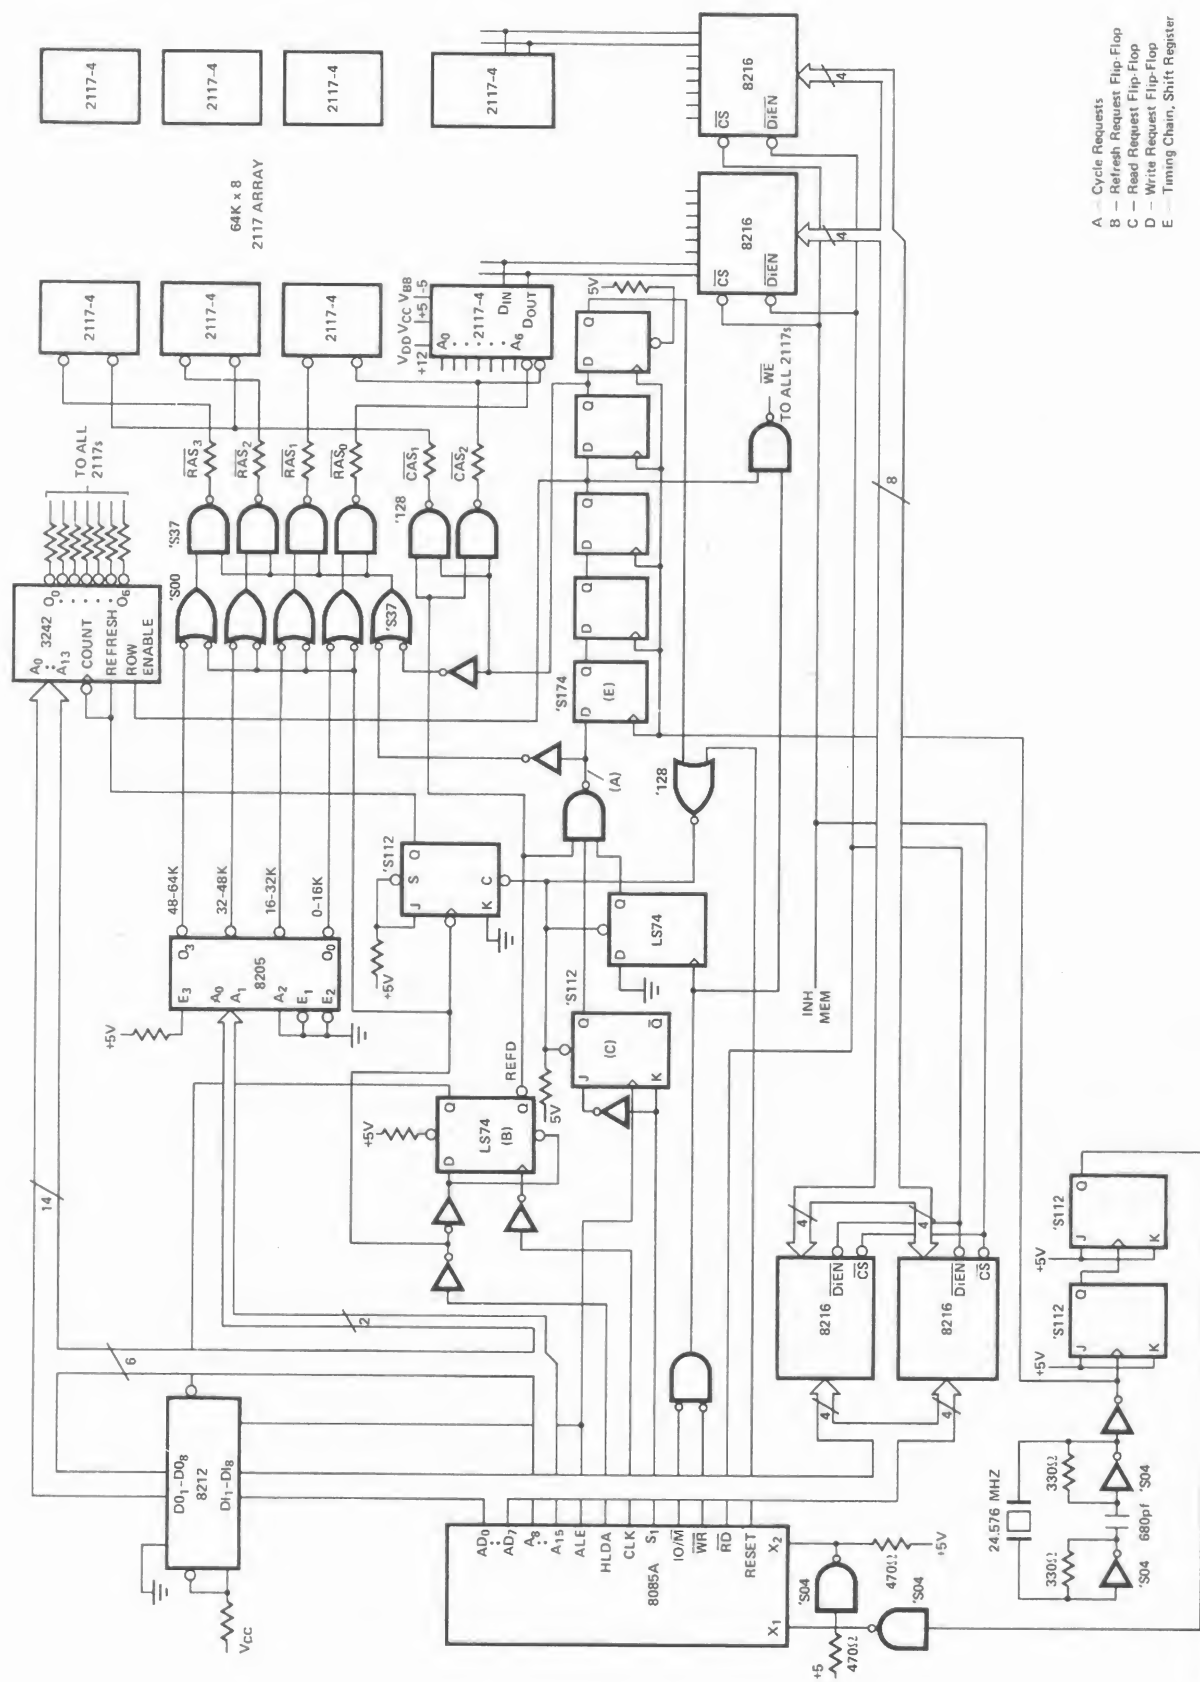 2117-4
2117-4
2117-4
2117-4
64K x 8
2117 ARRAY
2117-4
2117-4
2117-4
VDD VCC VBB
+12 +5 -5
A0
2117-4
A6
DIN
DOUT
8216
CS
DiEN
4
8216
CS
DiEN
4
A – Cycle Requests
B – Refresh Request Flip-Flop
C – Read Request Flip-Flop
D – Write Request Flip-Flop
E – Timing Chain, Shift Register
TO ALL
2117s
RAS3
RAS2
RAS1
RAS0
CAS1
CAS2
'S37
'S00
'S37
'128
A0
A13
3242
O0
O6
COUNT
REFRESH
ROW
ENABLE
5V
D
Q
D
Q
D
Q
D
Q
D
Q
(E)
'S174
WE
TO ALL 2117s
8
(A)
'128
48-64K
32-48K
16-32K
0-16K
O3
O0
8205
E3
A0
A1
A2
E1
E2
+5V
'S112
Q
S
J
C
K
+5V
Q
D
LS74
'S112
Q
Q
(C)
J
K
5V
INH
MEM
REFD
Q
Q
LS74
(B)
D
+5V
14
2
6
DO1-DO8
8212
DI1-DI8
VCC
AD0
AD7
A8
A15
ALE
HLDA
CLK
S1
IO/M
WR
RD
RESET
8085A
X2
X1
'S04
470Ω
+5V
'S04
+5
470Ω
4
4
8216
DiEN
CS
8216
DiEN
CS
4
4
'S112
Q
J
K
+5V
'S112
Q
J
K
+5V
24.576 MHZ
330Ω
'S04
680pf
330Ω
'S04